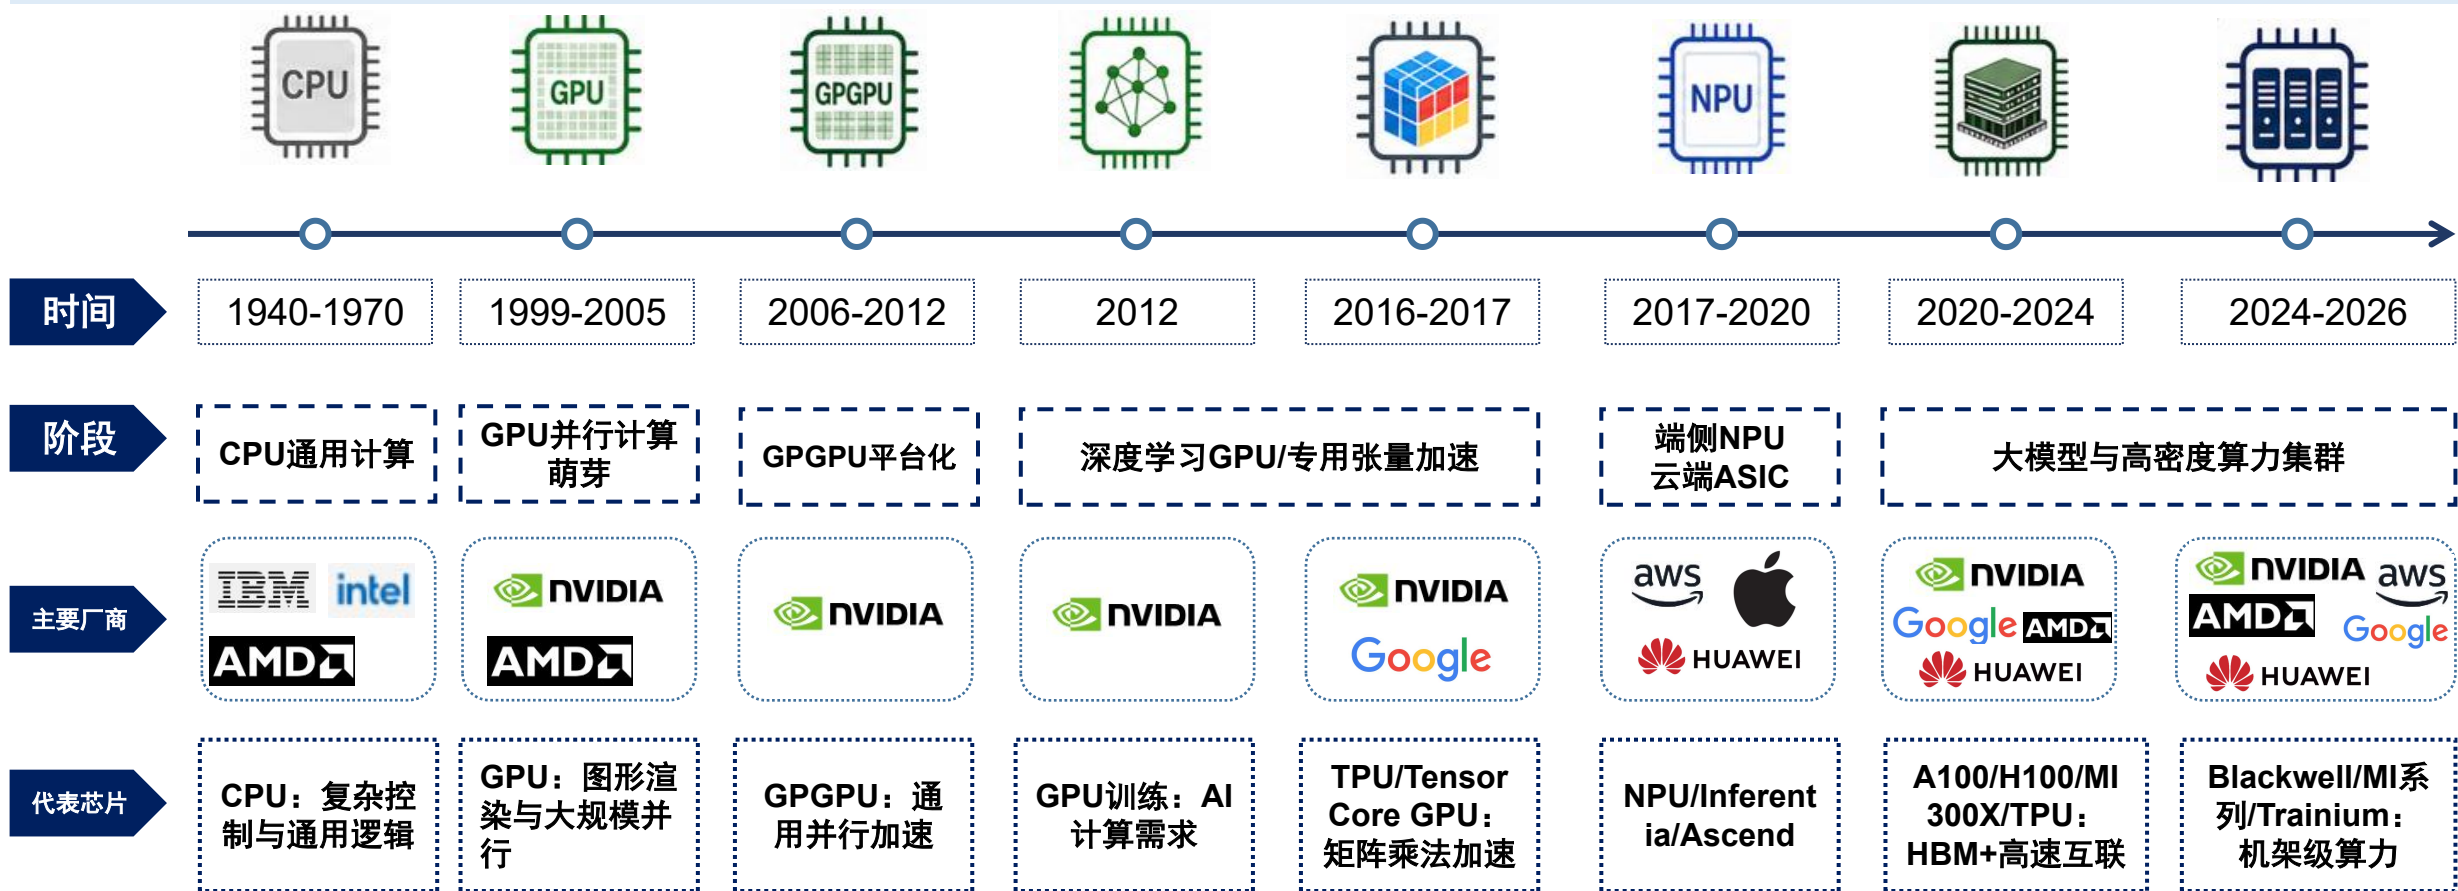 CPU
GPU
GPGPU
NPU
时间
1940-1970
1999-2005
2006-2012
2012
2016-2017
2017-2020
2020-2024
2024-2026
阶段
CPU通用计算
GPU并行计算
萌芽
GPGPU平台化
深度学习GPU/专用张量加速
端侧NPU
云端ASIC
大模型与高密度算力集群
主要厂商
IBM
intel
AMD
NVIDIA
AMD
NVIDIA
NVIDIA
NVIDIA
Google
aws
HUAWEI
NVIDIA
Google
AMD
HUAWEI
NVIDIA
aws
AMD
Google
HUAWEI
代表芯片
CPU：复杂控
制与通用逻辑
GPU：图形渲
染与大规模并
行
GPGPU：通
用并行加速
GPU训练：AI
计算需求
TPU/Tensor
Core GPU：
矩阵乘法加速
NPU/Inferent
ia/Ascend
A100/H100/MI
300X/TPU：
HBM+高速互联
Blackwell/MI系
列/Trainium：
机架级算力